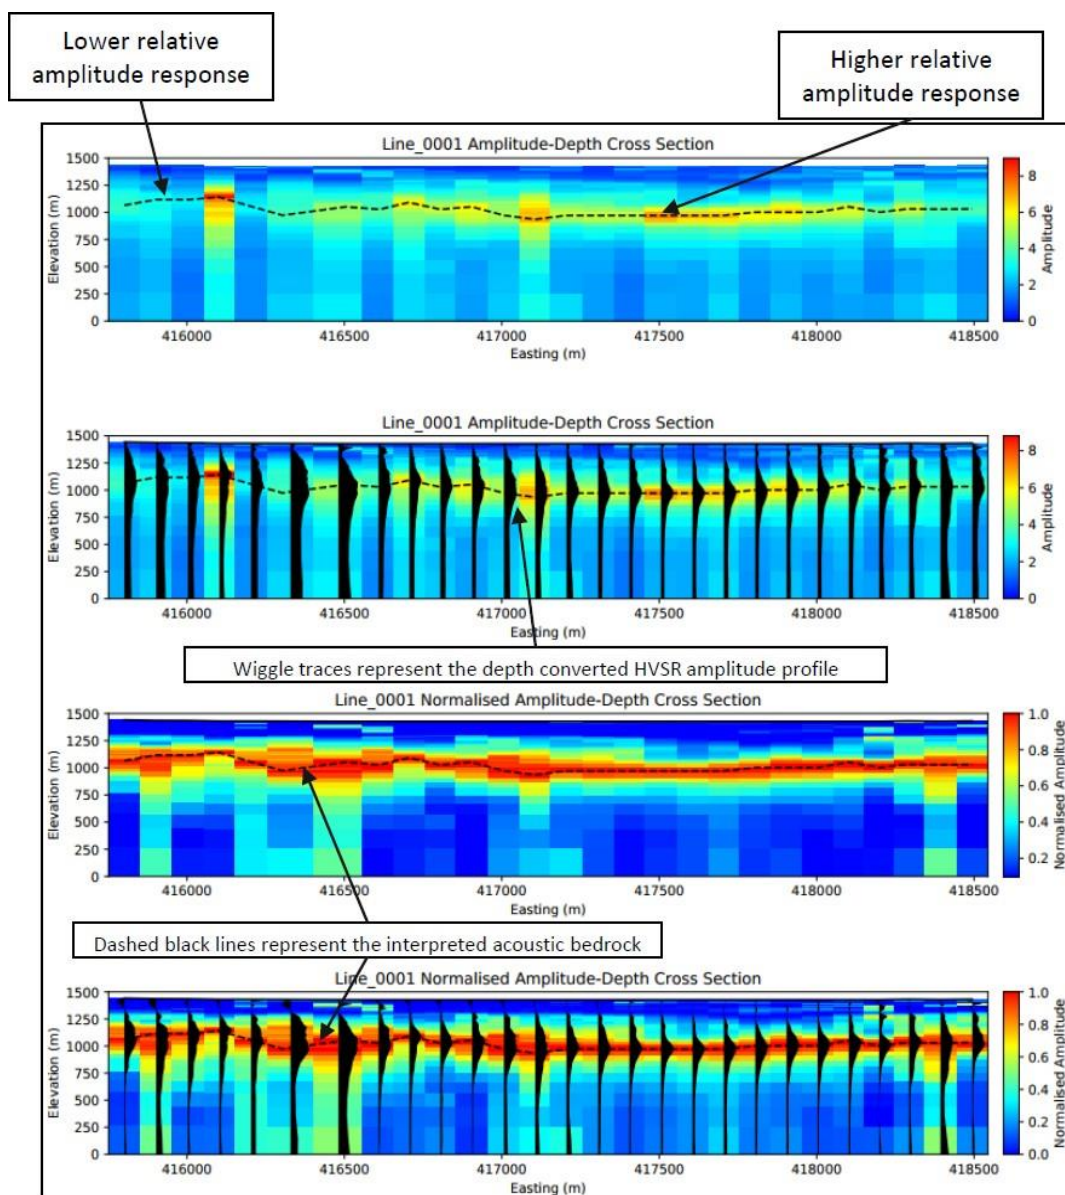 Lower relative
amplitude response
Higher relative
amplitude response
Line_0001 Amplitude-Depth Cross Section
1500
1250
1000
750
500
250
0
Elevation (m)
416000 416500 417000 417500 418000 418500
Easting (m)
8
6
4
2
0
Amplitude
Line_0001 Amplitude-Depth Cross Section
1500
1250
1000
750
500
250
0
Elevation (m)
416000 416500 417000 417500 418000 418500
Easting (m)
8
6
4
2
0
Amplitude
Wiggle traces represent the depth converted HVSR amplitude profile
Line_0001 Normalised Amplitude-Depth Cross Section
1500
1250
1000
750
500
250
0
Elevation (m)
416000 416500 417000 417500 418000 418500
Easting (m)
1.0
0.8
0.6
0.4
0.2
Normalised Amplitude
Dashed black lines represent the interpreted acoustic bedrock
Line_0001 Normalised Amplitude-Depth Cross Section
1500
1250
1000
750
500
250
0
Elevation (m)
416000 416500 417000 417500 418000 418500
Easting (m)
1.0
0.8
0.6
0.4
0.2
0.0
Normalised Amplitude